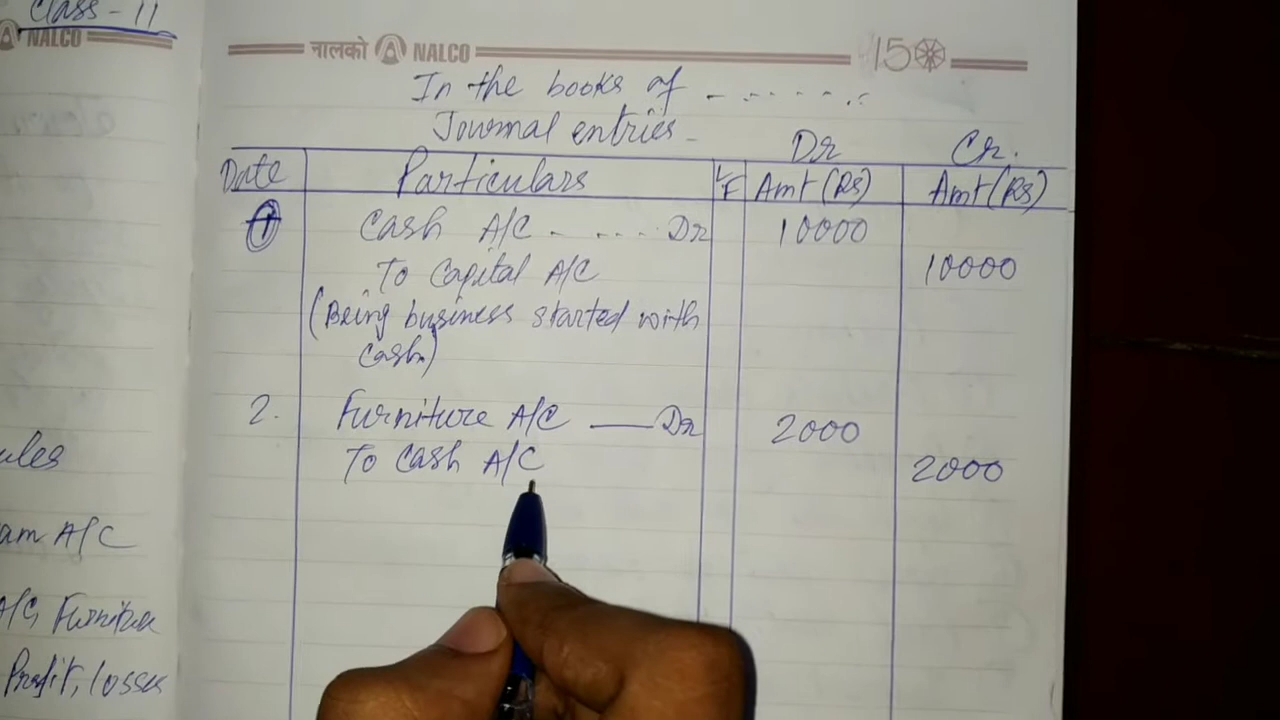 Class - 11
NALCO
ules
am A/C
A/C, Furniture
Profit, losses
नालको NALCO
In the books of - - - - - - -
Journal entries -
Dr Cr.
Date Particulars LF Amt (Rs) Amt (Rs)
1 Cash A/C - - - - - Dr 10000
To Capital A/C 10000
(Being business started with
cash.)
2. Furniture A/C —— Dr 2000
To Cash A/C 2000